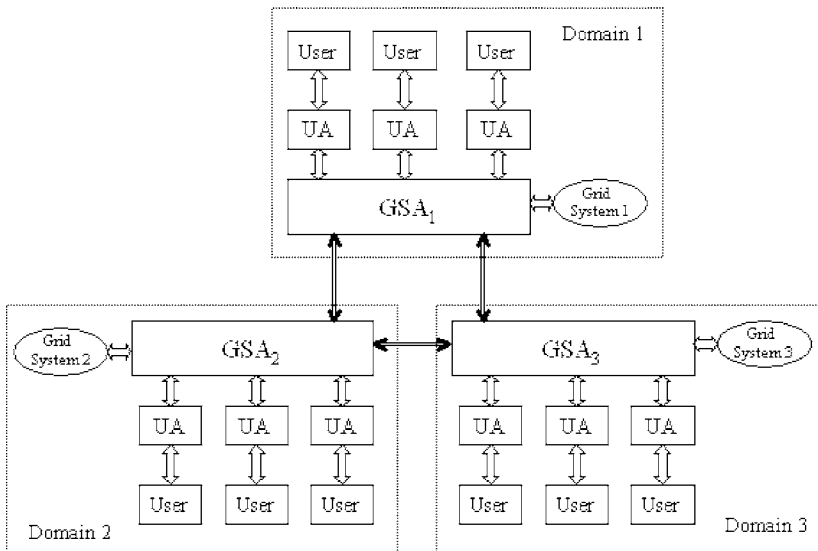 Domain 1
User User User
UA UA UA
GSA₁
Grid
System 1
Grid
System 2
GSA₂
GSA₃
Grid
System 3
UA UA UA
UA UA UA
User User User
User User User
Domain 2
Domain 3